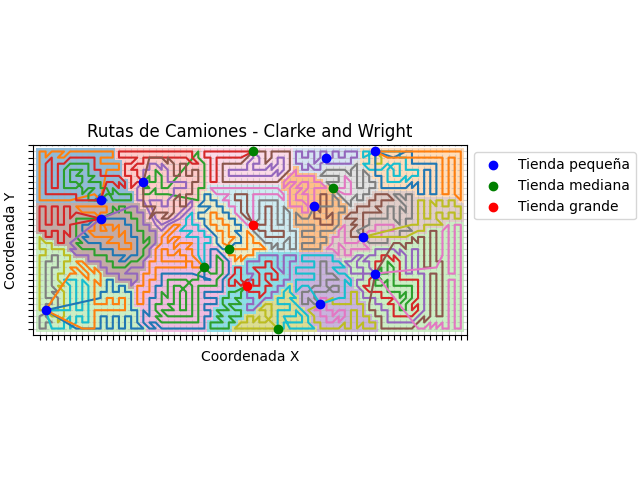 Rutas de Camiones - Clarke and Wright
Coordenada Y
Tienda pequeña
Tienda mediana
Tienda grande
Coordenada X